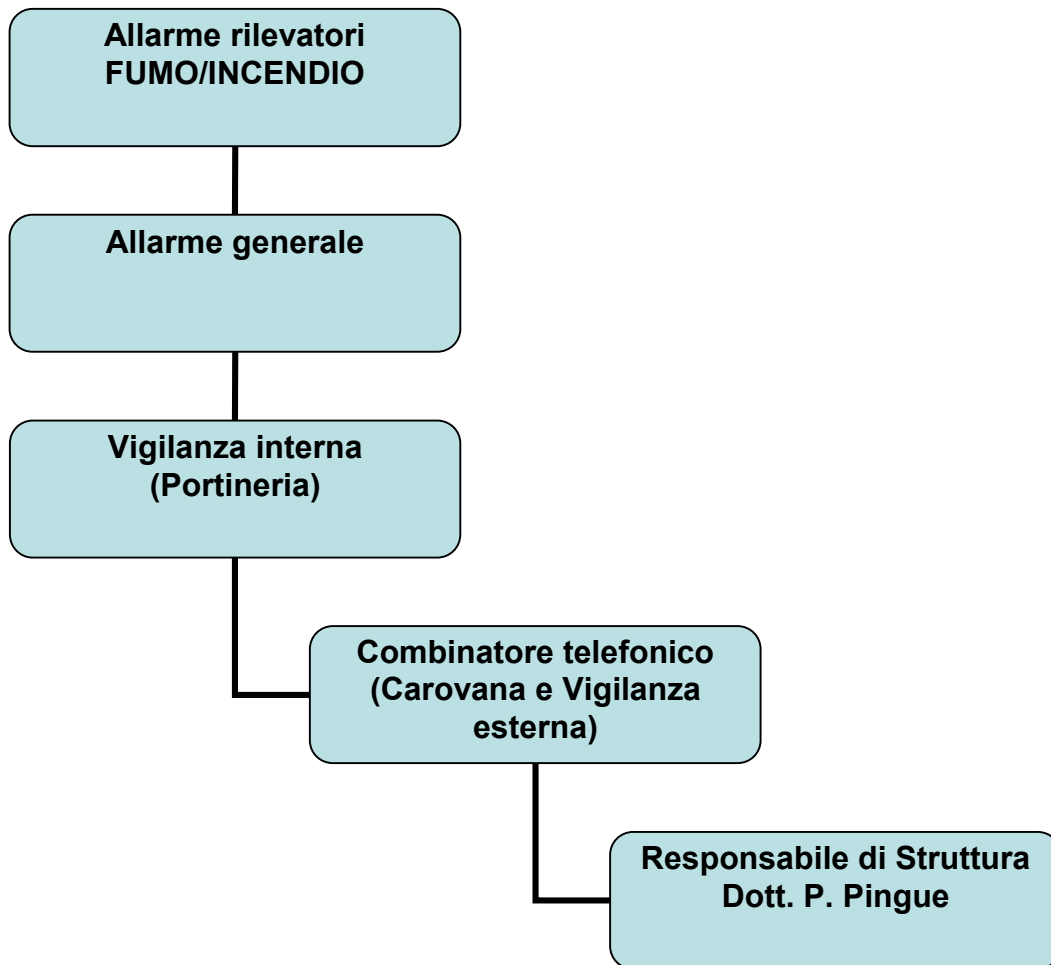 Allarme rilevatori
FUMO/INCENDIO
Allarme generale
Vigilanza interna
(Portineria)
Combinatore telefonico
(Carovana e Vigilanza
esterna)
Responsabile di Struttura
Dott. P. Pingue